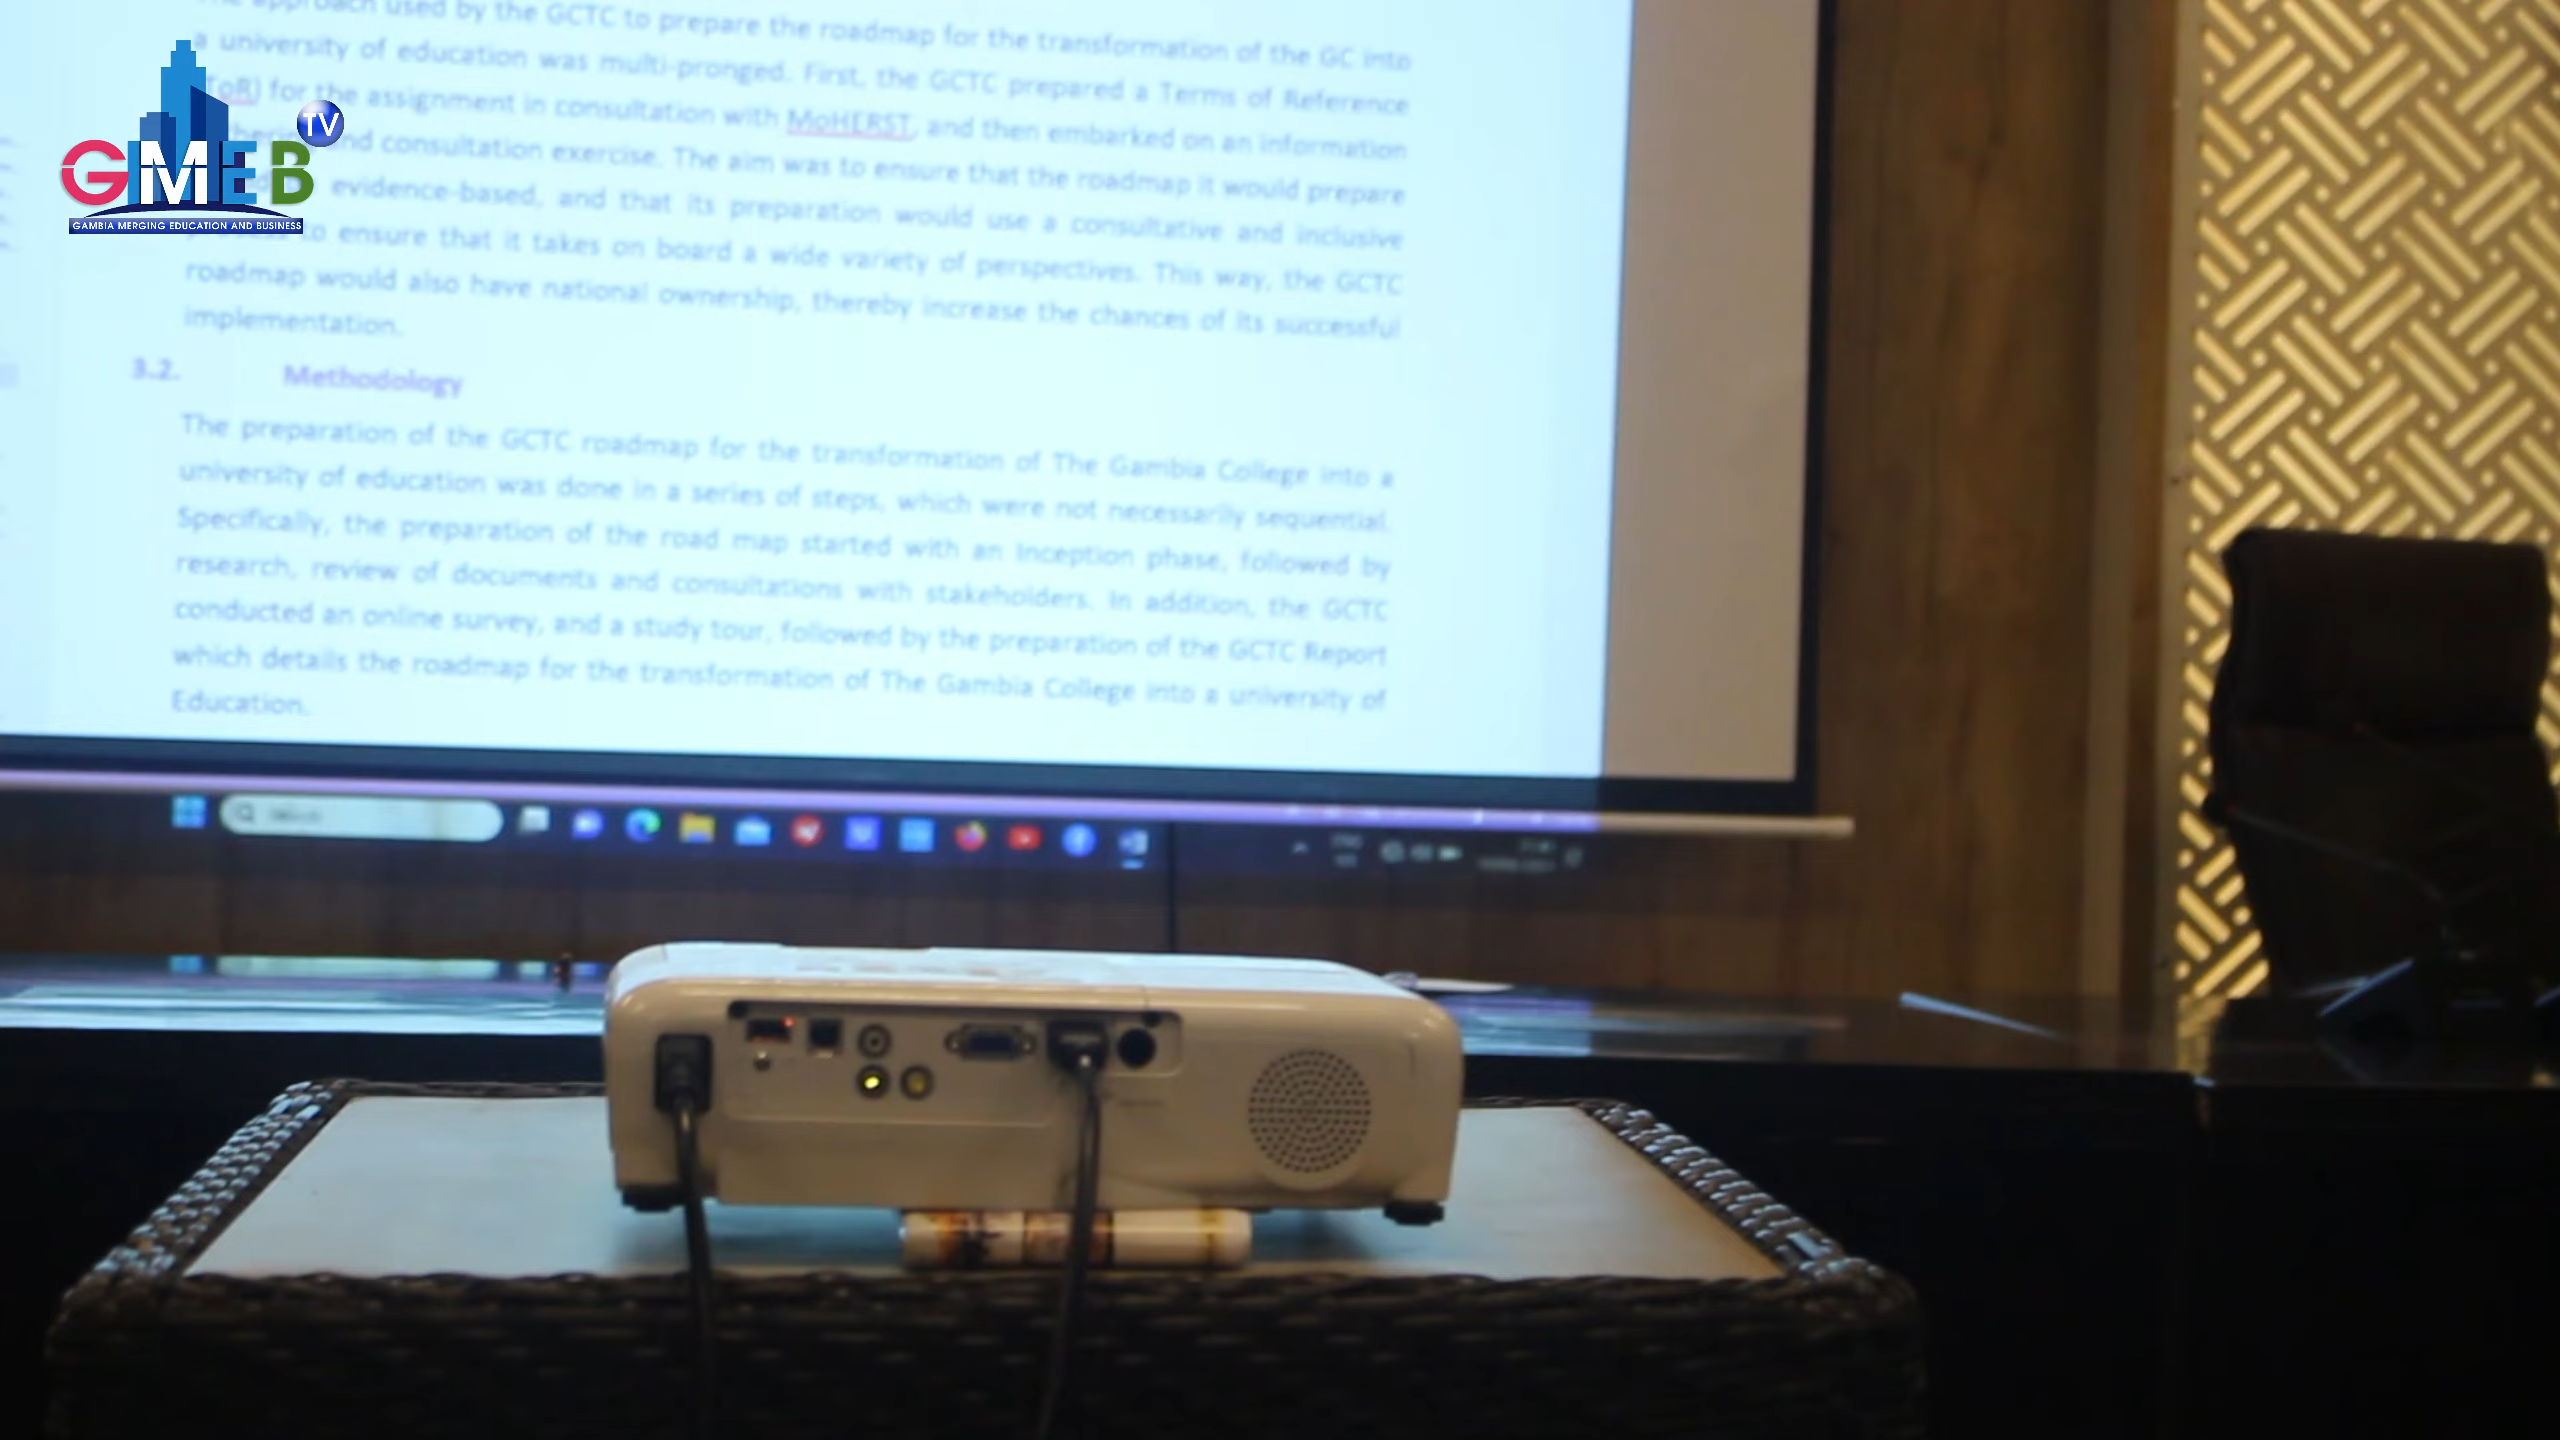 The approach used by the GCTC to prepare the roadmap for the transformation of the GC into
a university of education was multi-pronged. First, the GCTC prepared a Terms of Reference
ToR) for the assignment in consultation with MoHERST, and then embarked on an information
and consultation exercise. The aim was to ensure that the roadmap it would prepare
evidence-based, and that its preparation would use a consultative and inclusive
to ensure that it takes on board a wide variety of perspectives. This way, the GCTC
roadmap would also have national ownership, thereby increase the chances of its successful
implementation.
3.2. Methodology
The preparation of the GCTC roadmap for the transformation of The Gambia College into a
university of education was done in a series of steps, which were not necessarily sequential.
Specifically, the preparation of the road map started with an Inception phase, followed by
research, review of documents and consultations with stakeholders. In addition, the GCTC
conducted an online survey, and a study tour, followed by the preparation of the GCTC Report
which details the roadmap for the transformation of The Gambia College into a university of
Education.
GMEB
TV
GAMBIA MERGING EDUCATION AND BUSINESS
Search